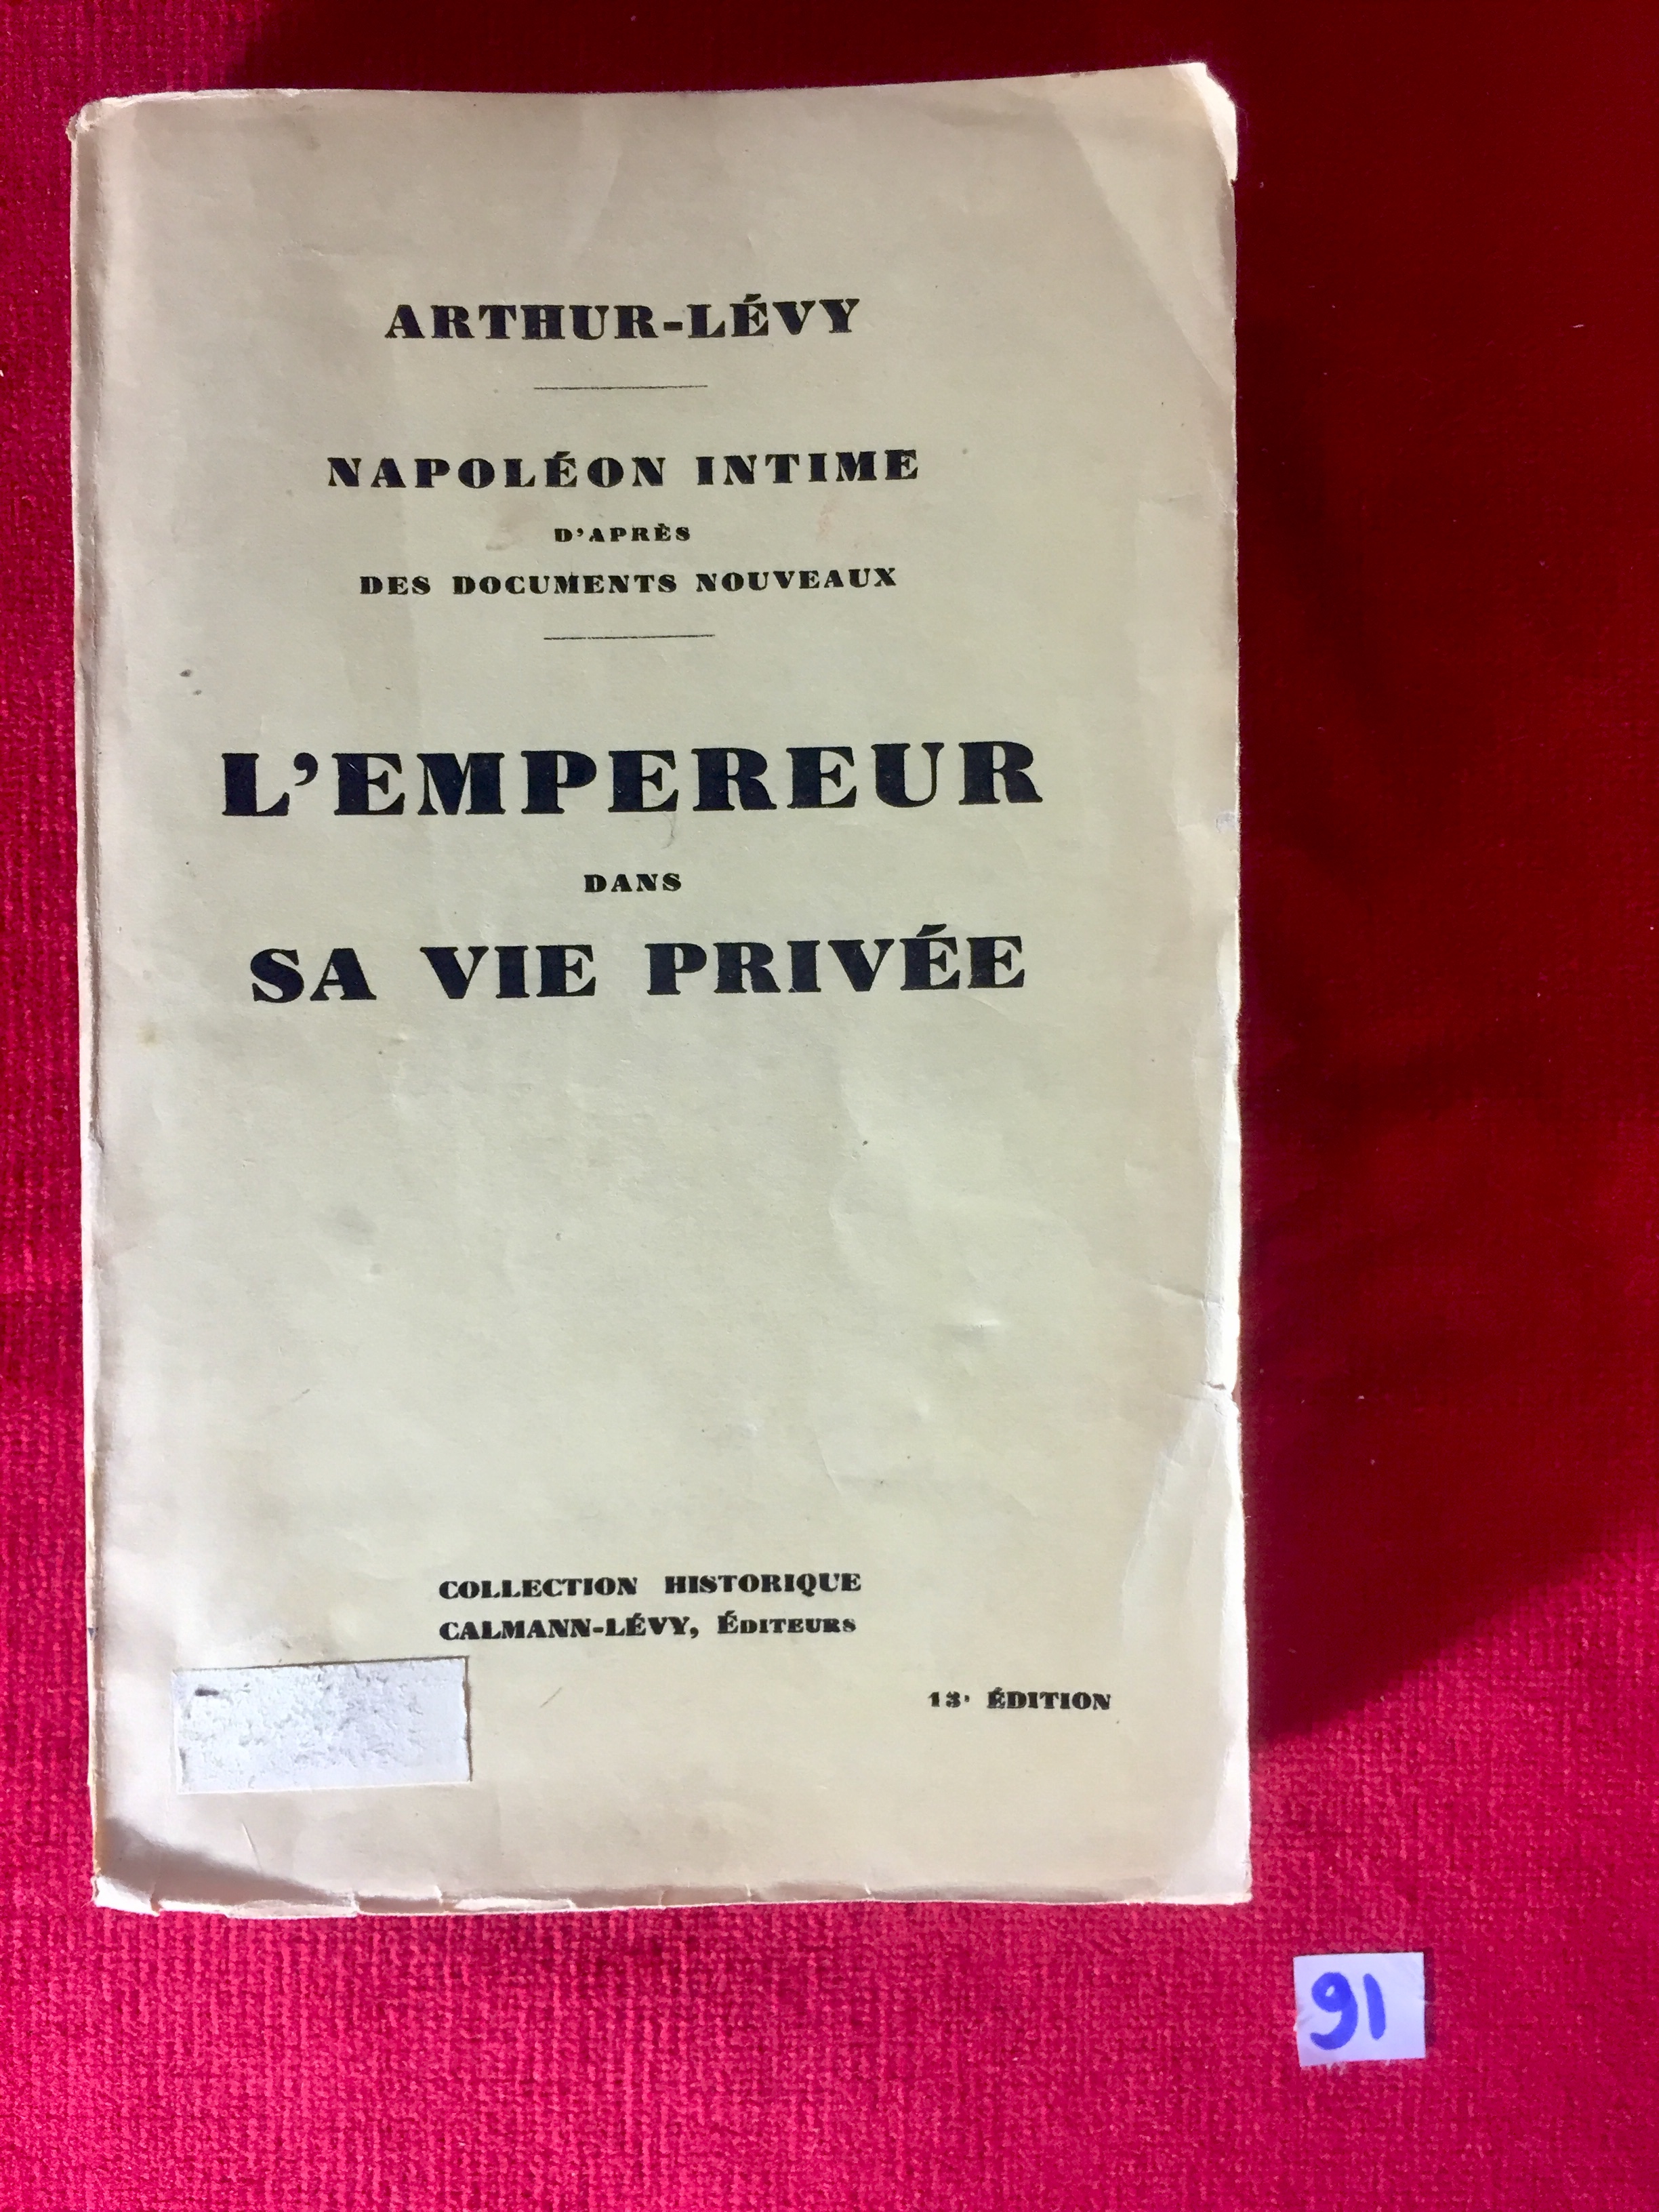 ARTHUR-LÉVY
NAPOLÉON INTIME
D'APRÈS
DES DOCUMENTS NOUVEAUX
L'EMPEREUR
DANS
SA VIE PRIVÉE
COLLECTION HISTORIQUE
CALMANN-LÉVY, ÉDITEURS
13e ÉDITION
91